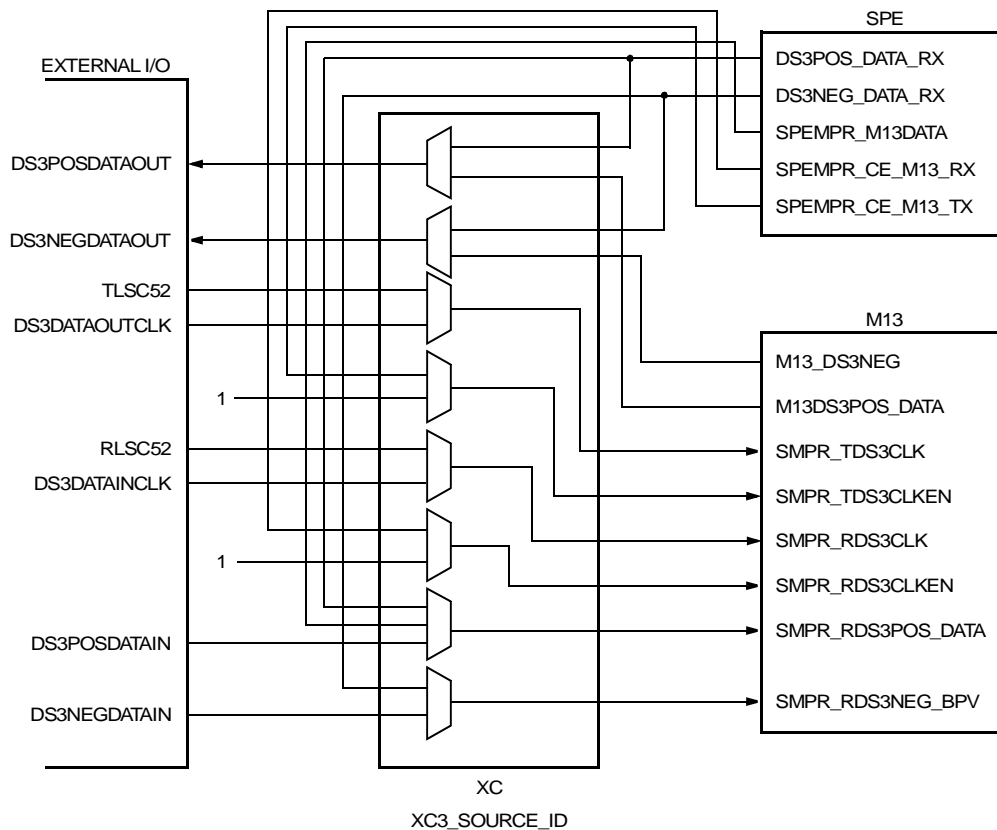 SPE
EXTERNAL I/O
DS3POS_DATA_RX
DS3NEG_DATA_RX
SPEMPR_M13DATA
SPEMPR_CE_M13_RX
SPEMPR_CE_M13_TX
DS3POSDATAOUT
DS3NEGDATAOUT
TLSC52
DS3DATAOUTCLK
1
RLSC52
DS3DATAINCLK
1
DS3POSDATAIN
DS3NEGDATAIN
M13
M13_DS3NEG
M13DS3POS_DATA
SMPR_TDS3CLK
SMPR_TDS3CLKEN
SMPR_RDS3CLK
SMPR_RDS3CLKEN
SMPR_RDS3POS_DATA
SMPR_RDS3NEG_BPV
XC
XC3_SOURCE_ID